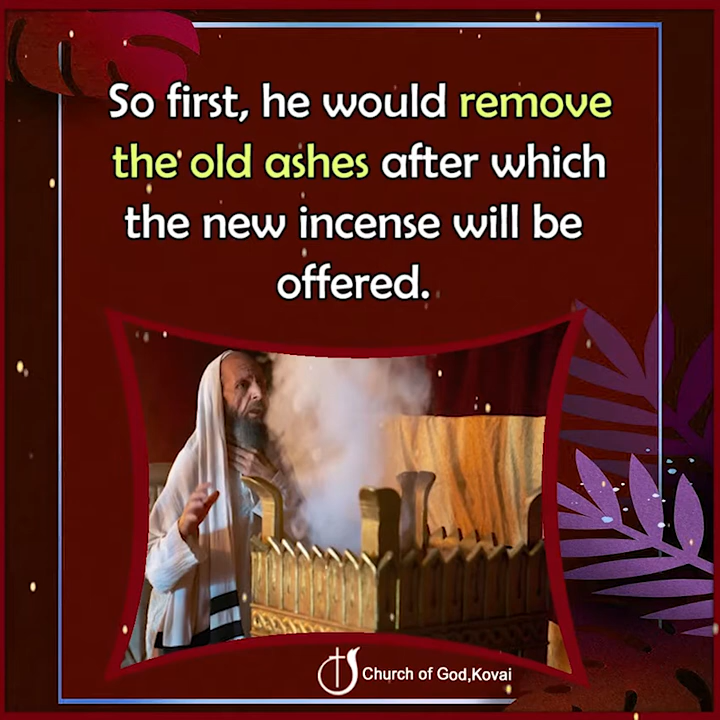 So first, he would remove
the old ashes after which
the new incense will be
offered.
Church of God,Kovai